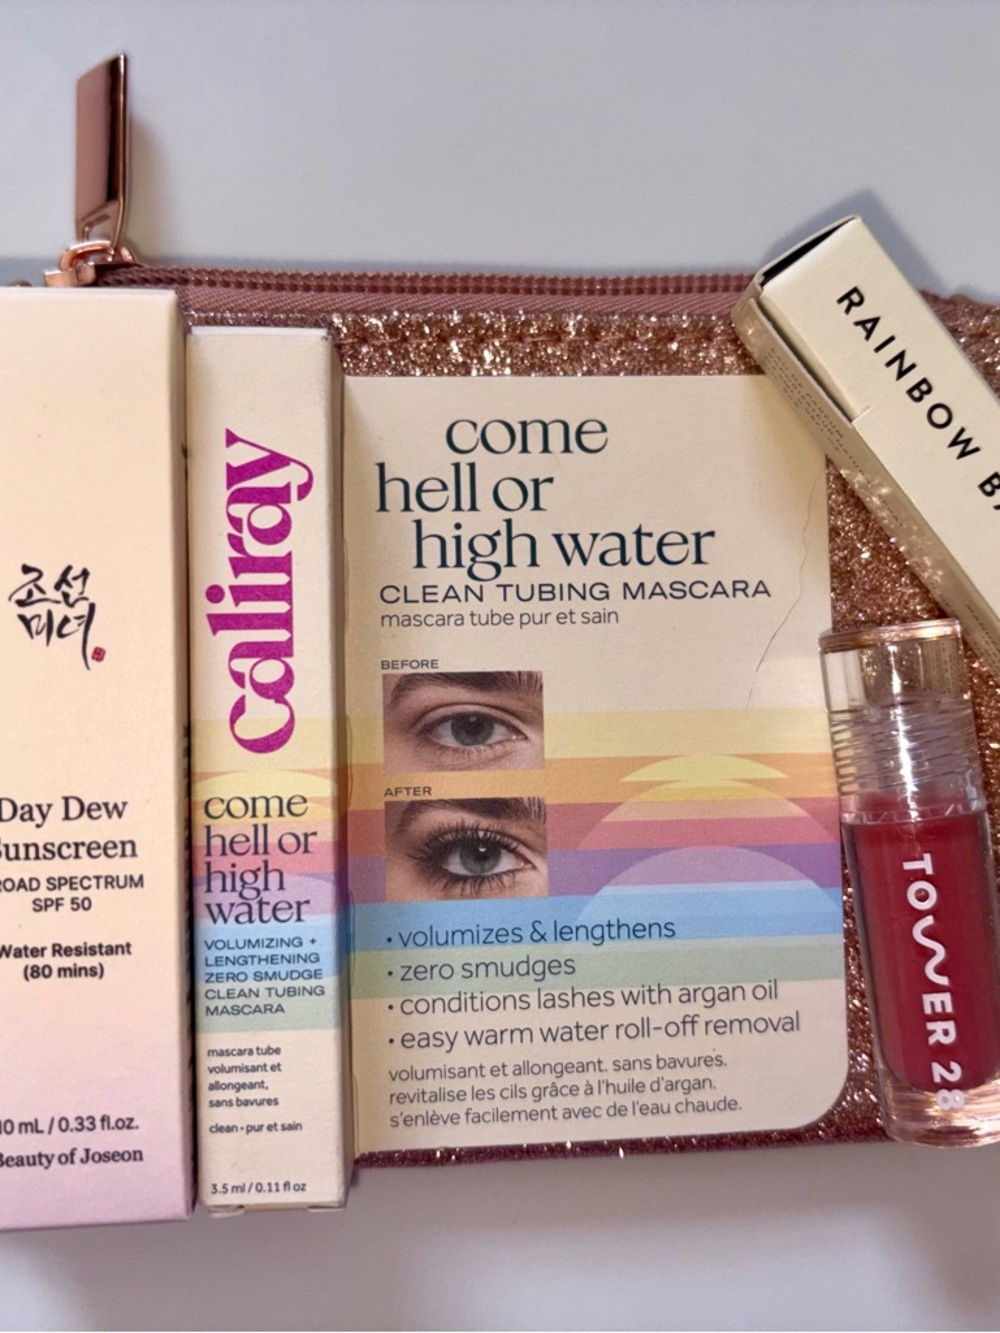 조선
미녀
Day Dew
Sunscreen
BROAD SPECTRUM
SPF 50
Water Resistant
(80 mins)
10 mL / 0.33 fl.oz.
Beauty of Joseon
caliray
come
hell or
high
water
VOLUMIZING +
LENGTHENING
ZERO SMUDGE
CLEAN TUBING
MASCARA
mascara tube
volumisant et
allongeant,
sans bavures
clean • pur et sain
3.5 ml / 0.11 fl oz
come
hell or
high water
CLEAN TUBING MASCARA
mascara tube pur et sain
BEFORE
AFTER
• volumizes & lengthens
• zero smudges
• conditions lashes with argan oil
• easy warm water roll-off removal
volumisant et allongeant. sans bavures.
revitalise les cils grâce à l'huile d'argan.
s'enlève facilement avec de l'eau chaude.
RAINBOW BA
TOWER 28